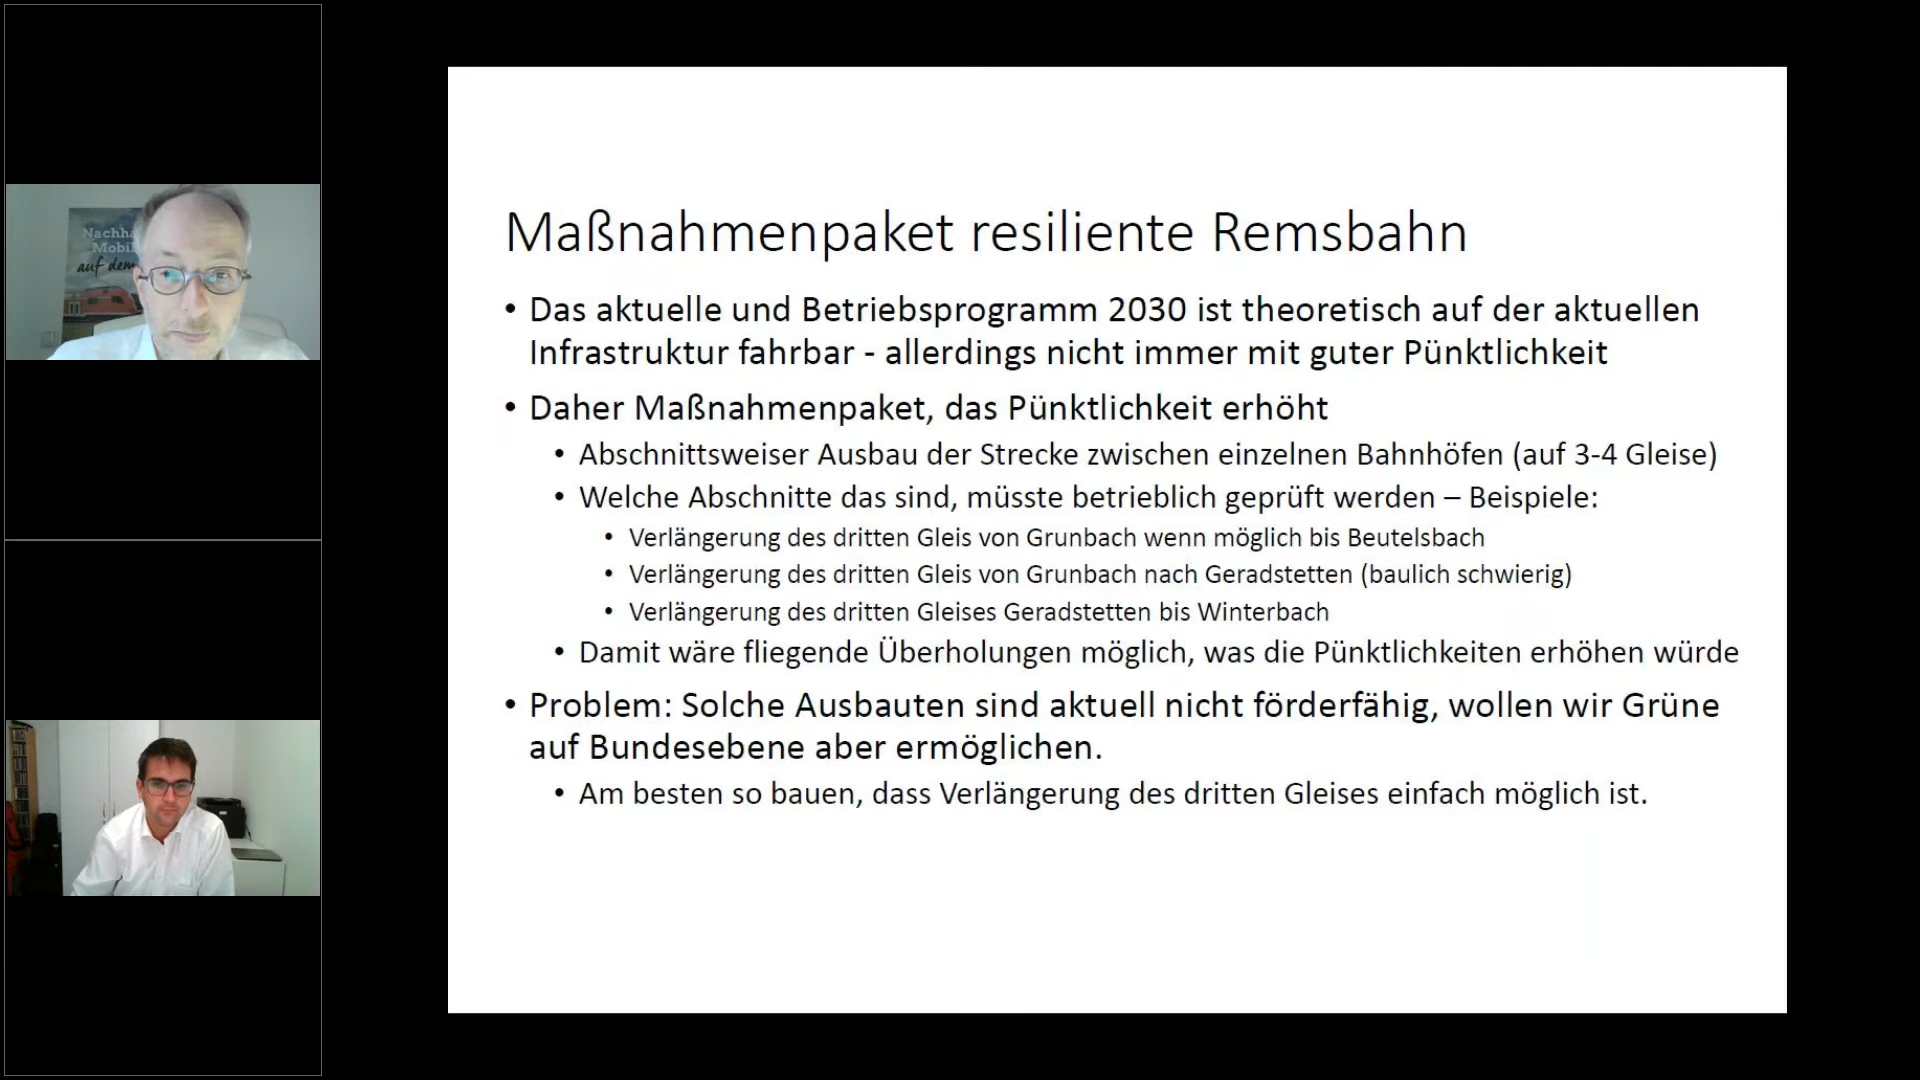 Nachha
Mobil
auf dem
Maßnahmenpaket resiliente Remsbahn
• Das aktuelle und Betriebsprogramm 2030 ist theoretisch auf der aktuellen
Infrastruktur fahrbar - allerdings nicht immer mit guter Pünktlichkeit
• Daher Maßnahmenpaket, das Pünktlichkeit erhöht
• Abschnittsweiser Ausbau der Strecke zwischen einzelnen Bahnhöfen (auf 3-4 Gleise)
• Welche Abschnitte das sind, müsste betrieblich geprüft werden – Beispiele:
• Verlängerung des dritten Gleis von Grunbach wenn möglich bis Beutelsbach
• Verlängerung des dritten Gleis von Grunbach nach Geradstetten (baulich schwierig)
• Verlängerung des dritten Gleises Geradstetten bis Winterbach
• Damit wäre fliegende Überholungen möglich, was die Pünktlichkeiten erhöhen würde
• Problem: Solche Ausbauten sind aktuell nicht förderfähig, wollen wir Grüne
auf Bundesebene aber ermöglichen.
• Am besten so bauen, dass Verlängerung des dritten Gleises einfach möglich ist.